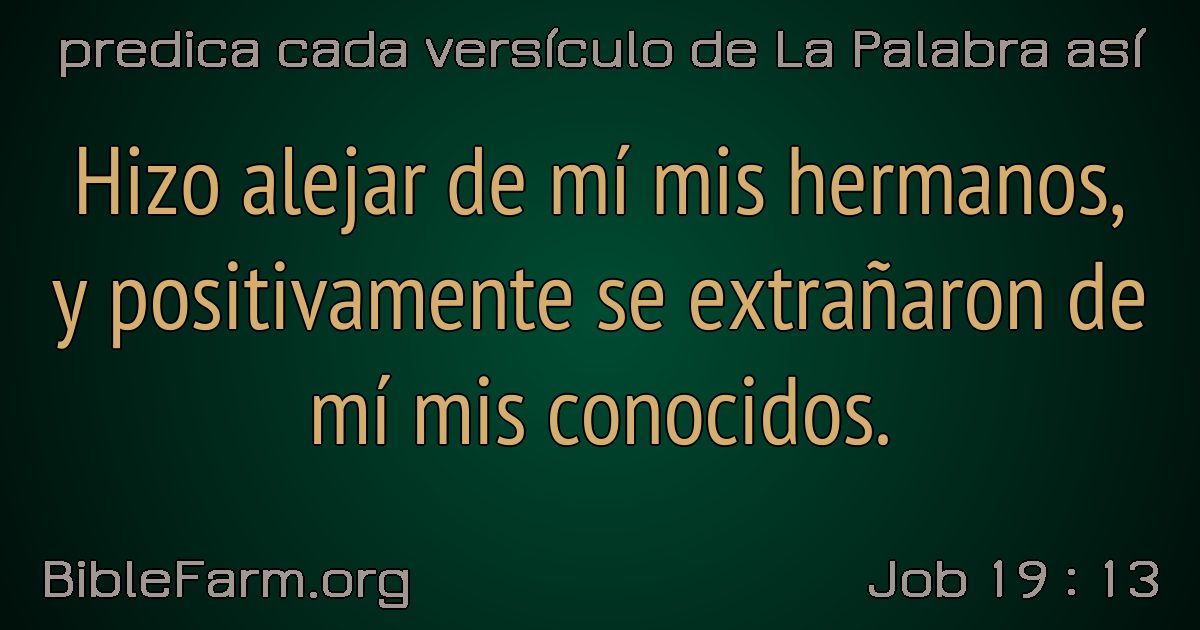 predica cada versículo de La Palabra así
Hizo alejar de mí mis hermanos,
y positivamente se extrañaron de
mí mis conocidos.
BibleFarm.org
Job 19 : 13